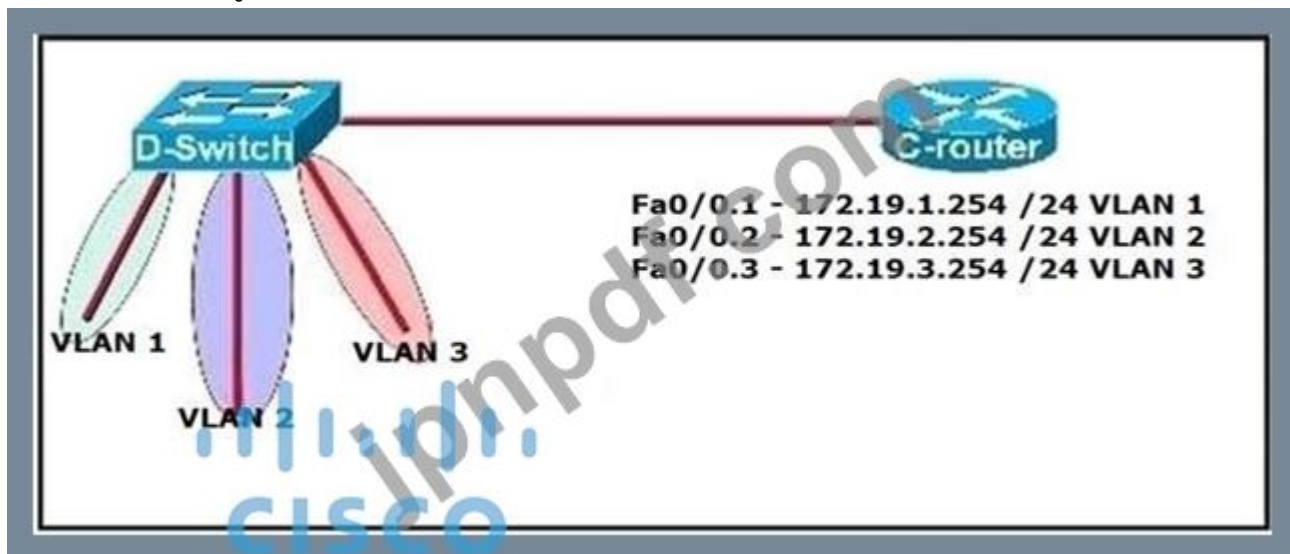 D-Switch
C-router
Fa0/0.1 - 172.19.1.254 /24 VLAN 1
Fa0/0.2 - 172.19.2.254 /24 VLAN 2
Fa0/0.3 - 172.19.3.254 /24 VLAN 3
VLAN 1
VLAN 3
VLAN 2
jpnpdf.com
CISCO